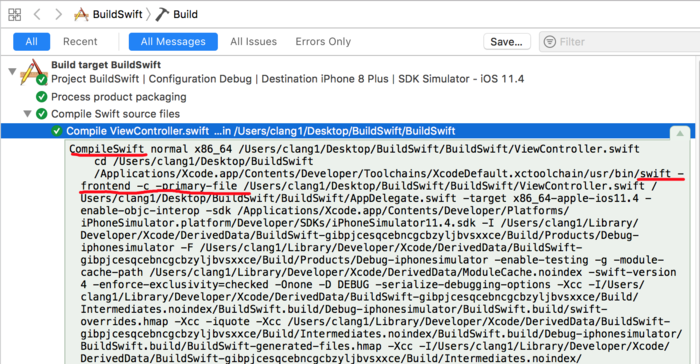 BuildSwift Build
All Recent All Messages All Issues Errors Only Save... Filter
Build target BuildSwift
Project BuildSwift | Configuration Debug | Destination iPhone 8 Plus | SDK Simulator - iOS 11.4
Process product packaging
Compile Swift source files
Compile ViewController.swift ...in /Users/clang1/Desktop/BuildSwift/BuildSwift
CompileSwift normal x86_64 /Users/clang1/Desktop/BuildSwift/BuildSwift/ViewController.swift
cd /Users/clang1/Desktop/BuildSwift
/Applications/Xcode.app/Contents/Developer/Toolchains/XcodeDefault.xctoolchain/usr/bin/swift -
frontend -c -primary-file /Users/clang1/Desktop/BuildSwift/BuildSwift/ViewController.swift /
Users/clang1/Desktop/BuildSwift/BuildSwift/AppDelegate.swift -target x86_64-apple-ios11.4 -
enable-objc-interop -sdk /Applications/Xcode.app/Contents/Developer/Platforms/
iPhoneSimulator.platform/Developer/SDKs/iPhoneSimulator11.4.sdk -I /Users/clang1/Library/
Developer/Xcode/DerivedData/BuildSwift-gibpjcesqcebncgcbzyljbvsxxce/Build/Products/Debug-
iphonesimulator -F /Users/clang1/Library/Developer/Xcode/DerivedData/BuildSwift-
gibpjcesqcebncgcbzyljbvsxxce/Build/Products/Debug-iphonesimulator -enable-testing -g -module-
cache-path /Users/clang1/Library/Developer/Xcode/DerivedData/ModuleCache.noindex -swift-version
4 -enforce-exclusivity=checked -Onone -D DEBUG -serialize-debugging-options -Xcc -I/Users/
clang1/Library/Developer/Xcode/DerivedData/BuildSwift-gibpjcesqcebncgcbzyljbvsxxce/Build/
Intermediates.noindex/BuildSwift.build/Debug-iphonesimulator/BuildSwift.build/swift-
overrides.hmap -Xcc -iquote -Xcc /Users/clang1/Library/Developer/Xcode/DerivedData/BuildSwift-
gibpjcesqcebncgcbzyljbvsxxce/Build/Intermediates.noindex/BuildSwift.build/Debug-iphonesimulator/
BuildSwift.build/BuildSwift-generated-files.hmap -Xcc -I/Users/clang1/Library/Developer/Xcode/
DerivedData/BuildSwift-gibpjcesqcebncgcbzyljbvsxxce/Build/Intermediates.noindex/